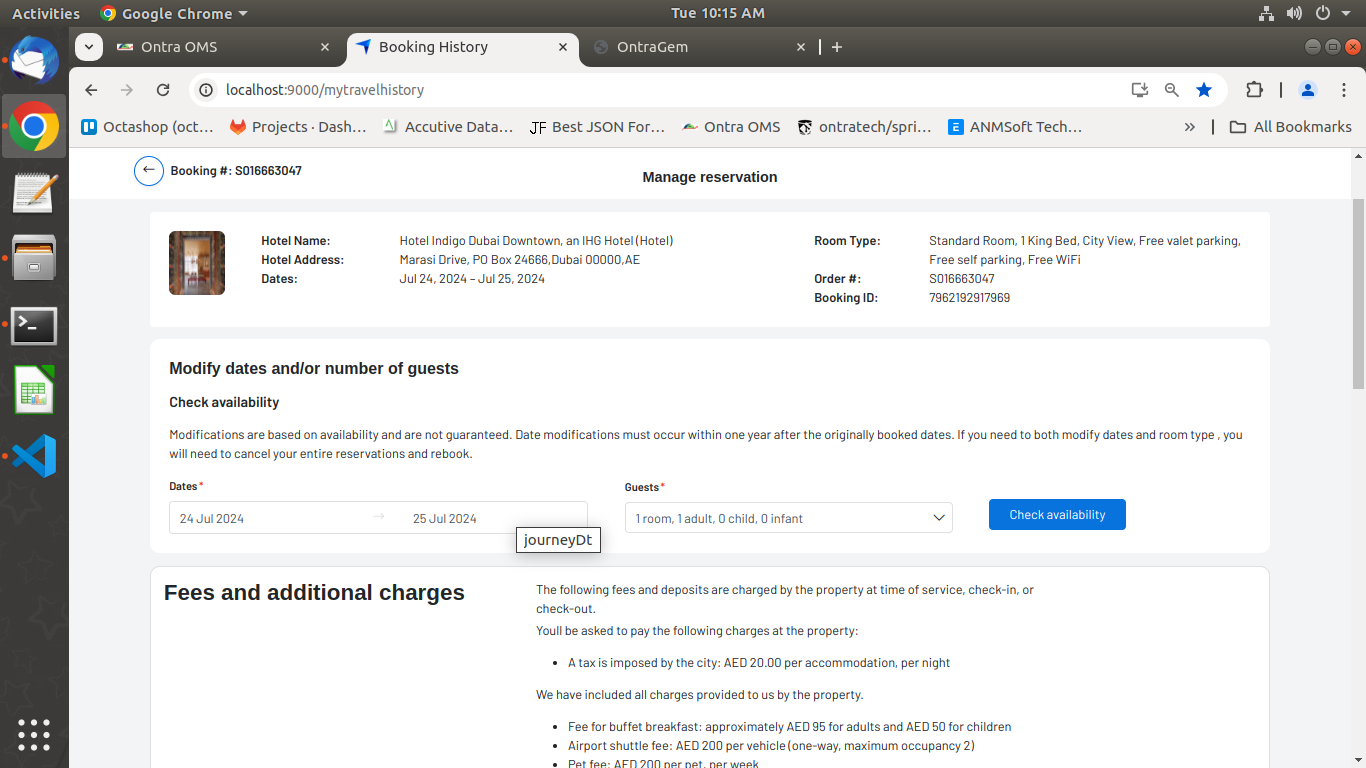 Activities Google Chrome Tue 10:15 AM
Ontra OMS Booking History OntraGem
localhost:9000/mytravelhistory
Octashop (oct… Projects · Dash… Accutive Data… JF Best JSON For… Ontra OMS ontratech/spri… E ANMSoft Tech… » All Bookmarks
Booking #: S016663047
Manage reservation
Hotel Name: Hotel Indigo Dubai Downtown, an IHG Hotel (Hotel)
Hotel Address: Marasi Drive, PO Box 24666,Dubai 00000,AE
Dates: Jul 24, 2024 – Jul 25, 2024
Room Type: Standard Room, 1 King Bed, City View, Free valet parking,
Free self parking, Free WiFi
Order #: S016663047
Booking ID: 7962192917969
Modify dates and/or number of guests
Check availability
Modifications are based on availability and are not guaranteed. Date modifications must occur within one year after the originally booked dates. If you need to both modify dates and room type , you
will need to cancel your entire reservations and rebook.
Dates* Guests*
24 Jul 2024 → 25 Jul 2024 1 room, 1 adult, 0 child, 0 infant Check availability
journeyDt
Fees and additional charges
The following fees and deposits are charged by the property at time of service, check-in, or
check-out.
Youll be asked to pay the following charges at the property:
• A tax is imposed by the city: AED 20.00 per accommodation, per night
We have included all charges provided to us by the property.
• Fee for buffet breakfast: approximately AED 95 for adults and AED 50 for children
• Airport shuttle fee: AED 200 per vehicle (one-way, maximum occupancy 2)
• Pet fee: AED 200 per pet, per week